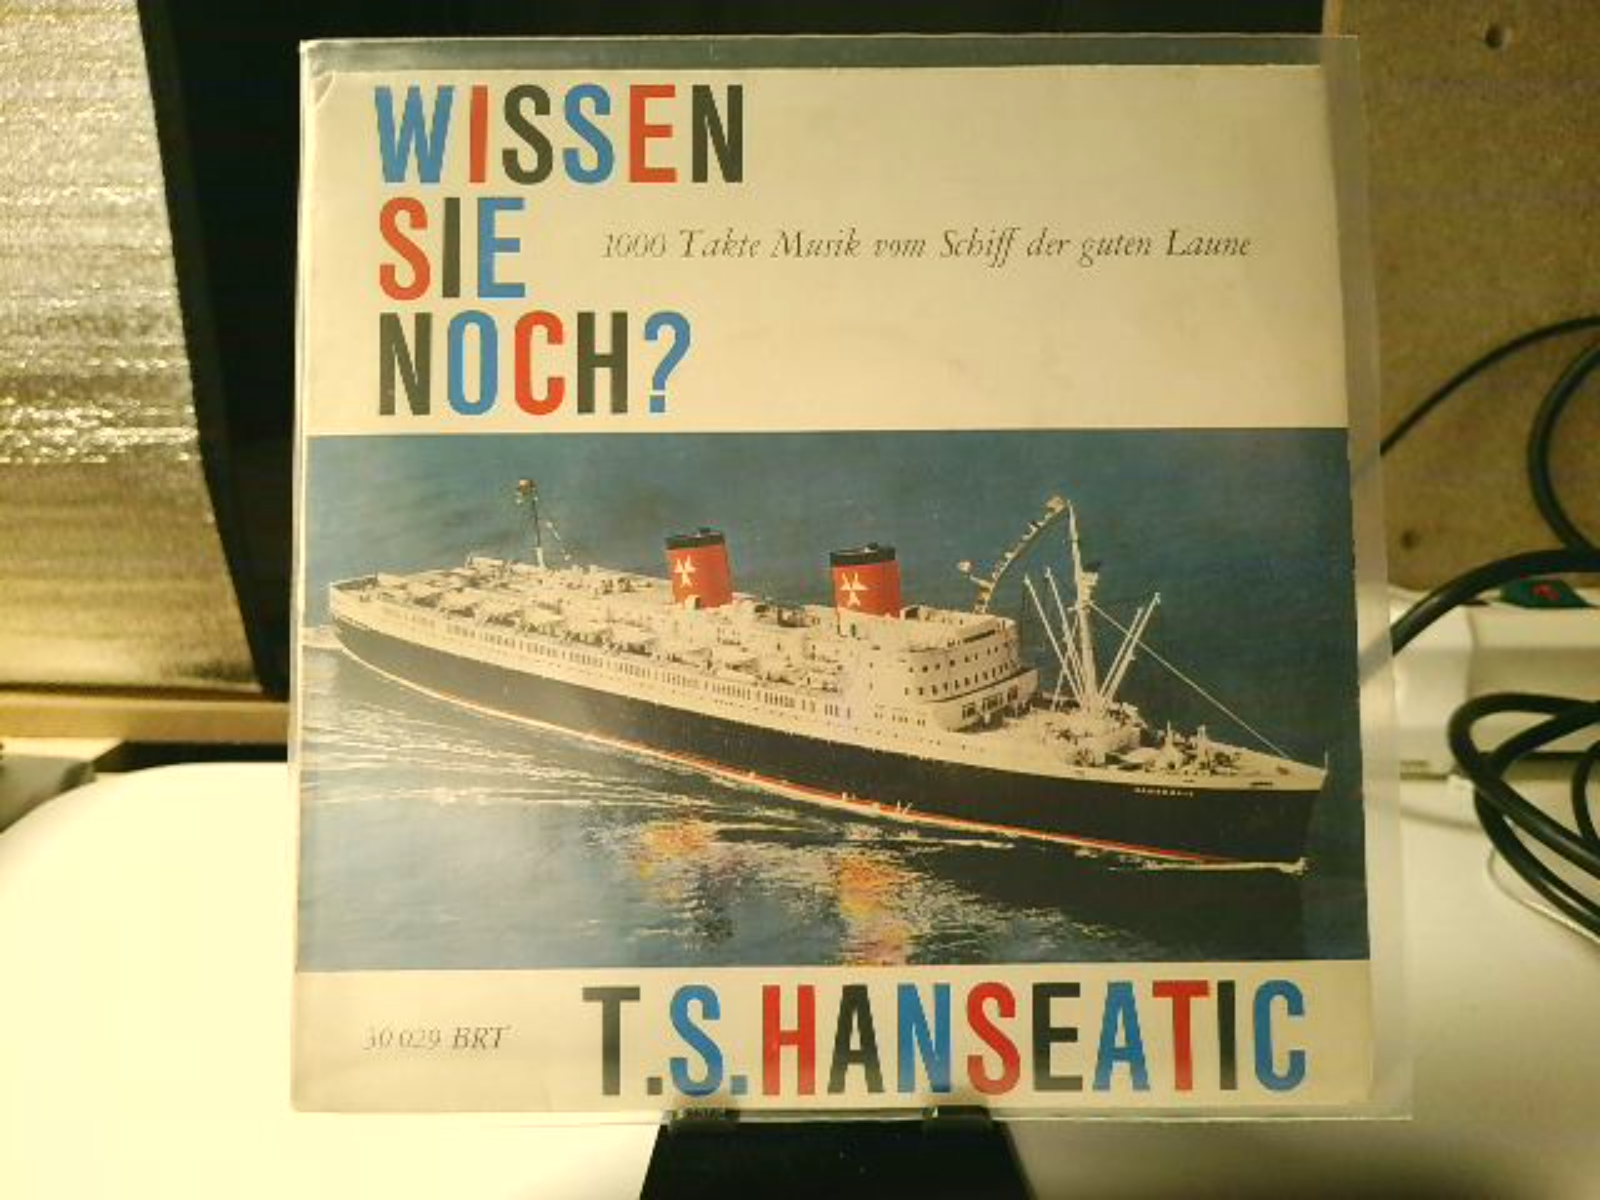 WISSEN
SIE
1000 Takte Musik vom Schiff der guten Laune
NOCH?
30 029 BRT
T.S.HANSEATIC